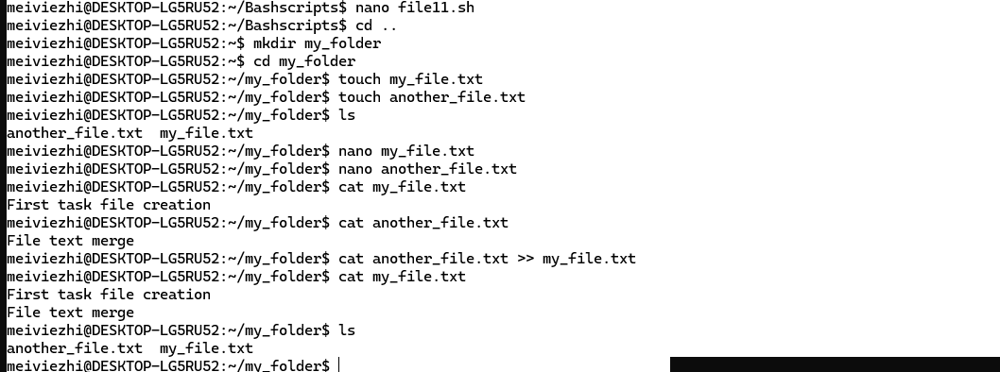 meiviezhi@DESKTOP-LG5RU52:~/Bashscripts$ nano file11.sh
meiviezhi@DESKTOP-LG5RU52:~/Bashscripts$ cd ..
meiviezhi@DESKTOP-LG5RU52:~$ mkdir my_folder
meiviezhi@DESKTOP-LG5RU52:~$ cd my_folder
meiviezhi@DESKTOP-LG5RU52:~/my_folder$ touch my_file.txt
meiviezhi@DESKTOP-LG5RU52:~/my_folder$ touch another_file.txt
meiviezhi@DESKTOP-LG5RU52:~/my_folder$ ls
another_file.txt  my_file.txt
meiviezhi@DESKTOP-LG5RU52:~/my_folder$ nano my_file.txt
meiviezhi@DESKTOP-LG5RU52:~/my_folder$ nano another_file.txt
meiviezhi@DESKTOP-LG5RU52:~/my_folder$ cat my_file.txt
First task file creation
meiviezhi@DESKTOP-LG5RU52:~/my_folder$ cat another_file.txt
File text merge
meiviezhi@DESKTOP-LG5RU52:~/my_folder$ cat another_file.txt >> my_file.txt
meiviezhi@DESKTOP-LG5RU52:~/my_folder$ cat my_file.txt
First task file creation
File text merge
meiviezhi@DESKTOP-LG5RU52:~/my_folder$ ls
another_file.txt  my_file.txt
meiviezhi@DESKTOP-LG5RU52:~/my_folder$